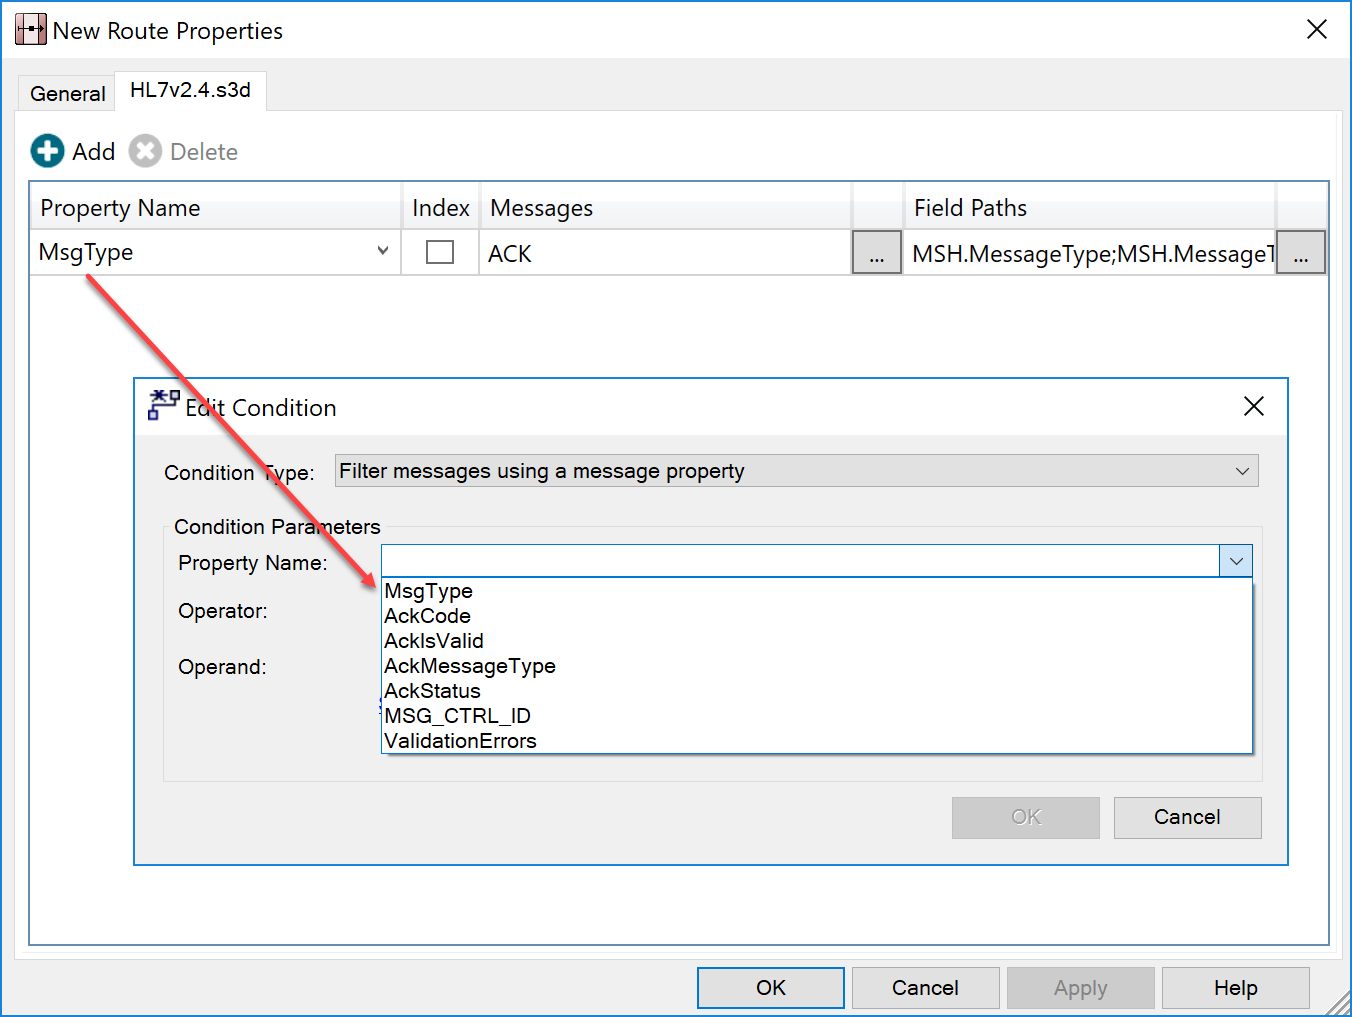 New Route Properties
General
HL7v2.4.s3d
Add
Delete
Property Name Index Messages Field Paths
MsgType ACK ... MSH.MessageType;MSH.MessageT ...
Edit Condition
Condition Type: Filter messages using a message property
Condition Parameters
Property Name:
MsgType
AckCode
Operator:
AckIsValid
AckMessageType
Operand:
AckStatus
MSG_CTRL_ID
ValidationErrors
OK Cancel
OK Cancel Apply Help